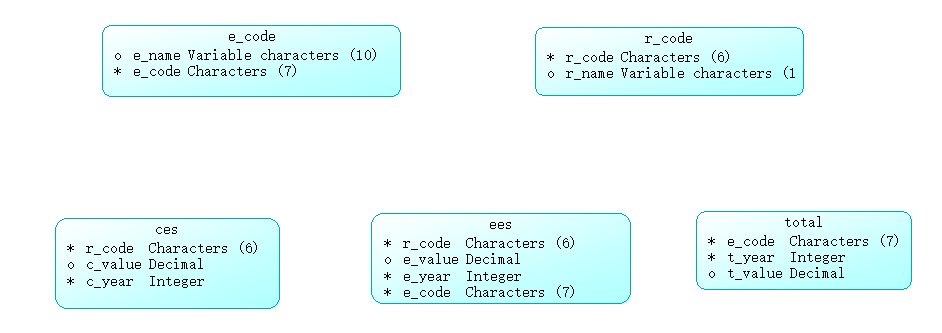 e_code
o e_name Variable characters (10)
* e_code Characters (7)
r_code
* r_code Characters (6)
o r_name Variable characters (1
ces
* r_code Characters (6)
o c_value Decimal
* c_year Integer
ees
* r_code Characters (6)
o e_value Decimal
* e_year Integer
* e_code Characters (7)
total
* e_code Characters (7)
* t_year Integer
o t_value Decimal